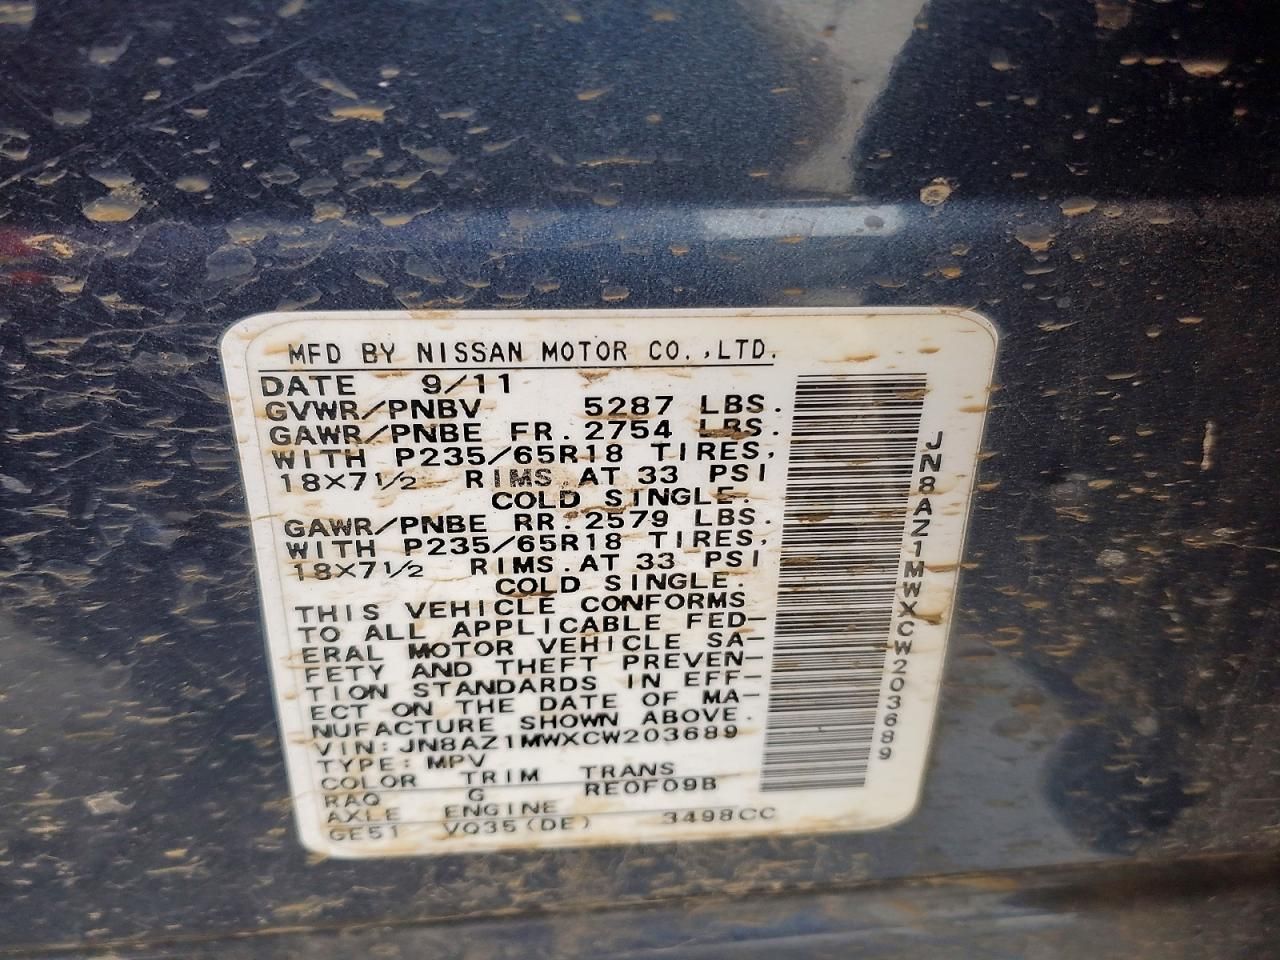 MFD BY NISSAN MOTOR CO.,LTD.
DATE 9/11
GVWR/PNBV 5287 LBS.
GAWR/PNBE FR. 2754 LBS.
WITH P235/65R18 TIRES,
18X7 1/2 RIMS. AT 33 PSI
COLD SINGLE.
GAWR/PNBE RR. 2579 LBS.
WITH P235/65R18 TIRES,
18X7 1/2 RIMS. AT 33 PSI
COLD SINGLE.
THIS VEHICLE CONFORMS
TO ALL APPLICABLE FED-
ERAL MOTOR VEHICLE SA-
FETY AND THEFT PREVEN-
TION STANDARDS IN EFF-
ECT ON THE DATE OF MA-
NUFACTURE SHOWN ABOVE.
VIN: JN8AZ1MWXCW203689
TYPE: MPV
COLOR TRIM TRANS
RAQ G RE0F09B
AXLE ENGINE
GE51 VQ35(DE) 3498CC
JN8AZ1MWXCW203689